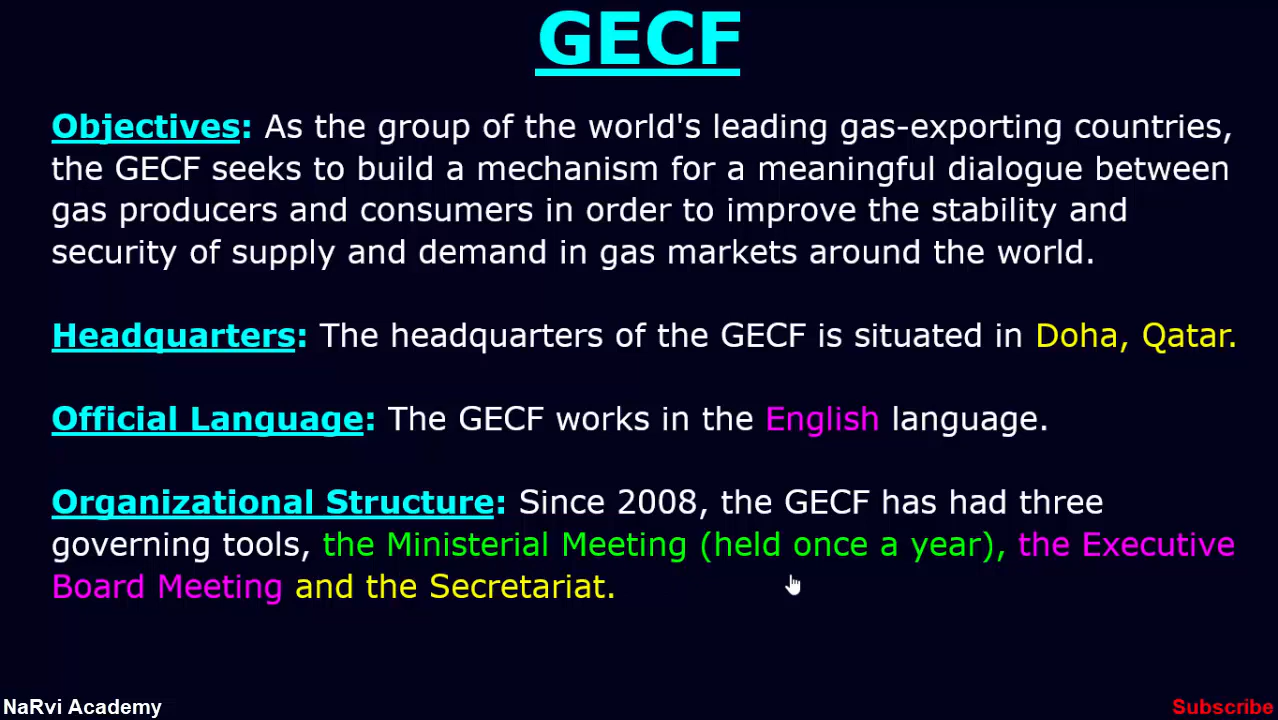 GECF
Objectives: As the group of the world's leading gas-exporting countries,
the GECF seeks to build a mechanism for a meaningful dialogue between
gas producers and consumers in order to improve the stability and
security of supply and demand in gas markets around the world.
Headquarters: The headquarters of the GECF is situated in Doha, Qatar.
Official Language: The GECF works in the English language.
Organizational Structure: Since 2008, the GECF has had three
governing tools, the Ministerial Meeting (held once a year), the Executive
Board Meeting and the Secretariat.
NaRvi Academy
Subscribe